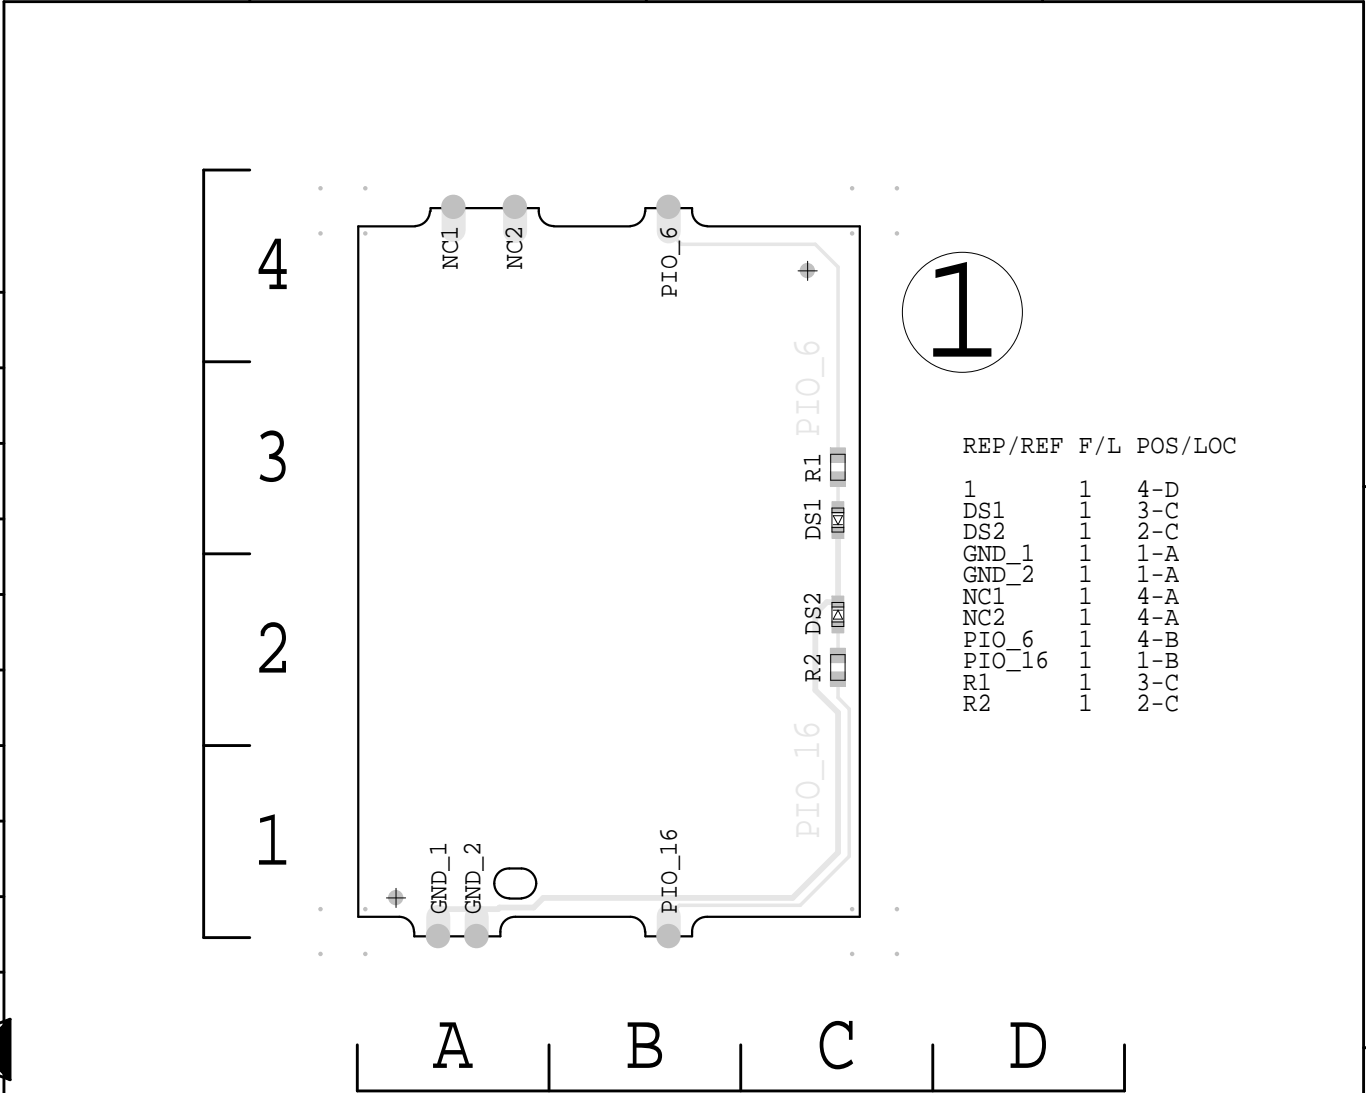 4
3
2
1
NC1
NC2
PIO_6
1
PIO_6
R1
DS1
DS2
R2
PIO_16
GND_1
GND_2
PIO_16
REP/REF F/L POS/LOC
1 1 4-D
DS1 1 3-C
DS2 1 2-C
GND_1 1 1-A
GND_2 1 1-A
NC1 1 4-A
NC2 1 4-A
PIO_6 1 4-B
PIO_16 1 1-B
R1 1 3-C
R2 1 2-C
A B C D